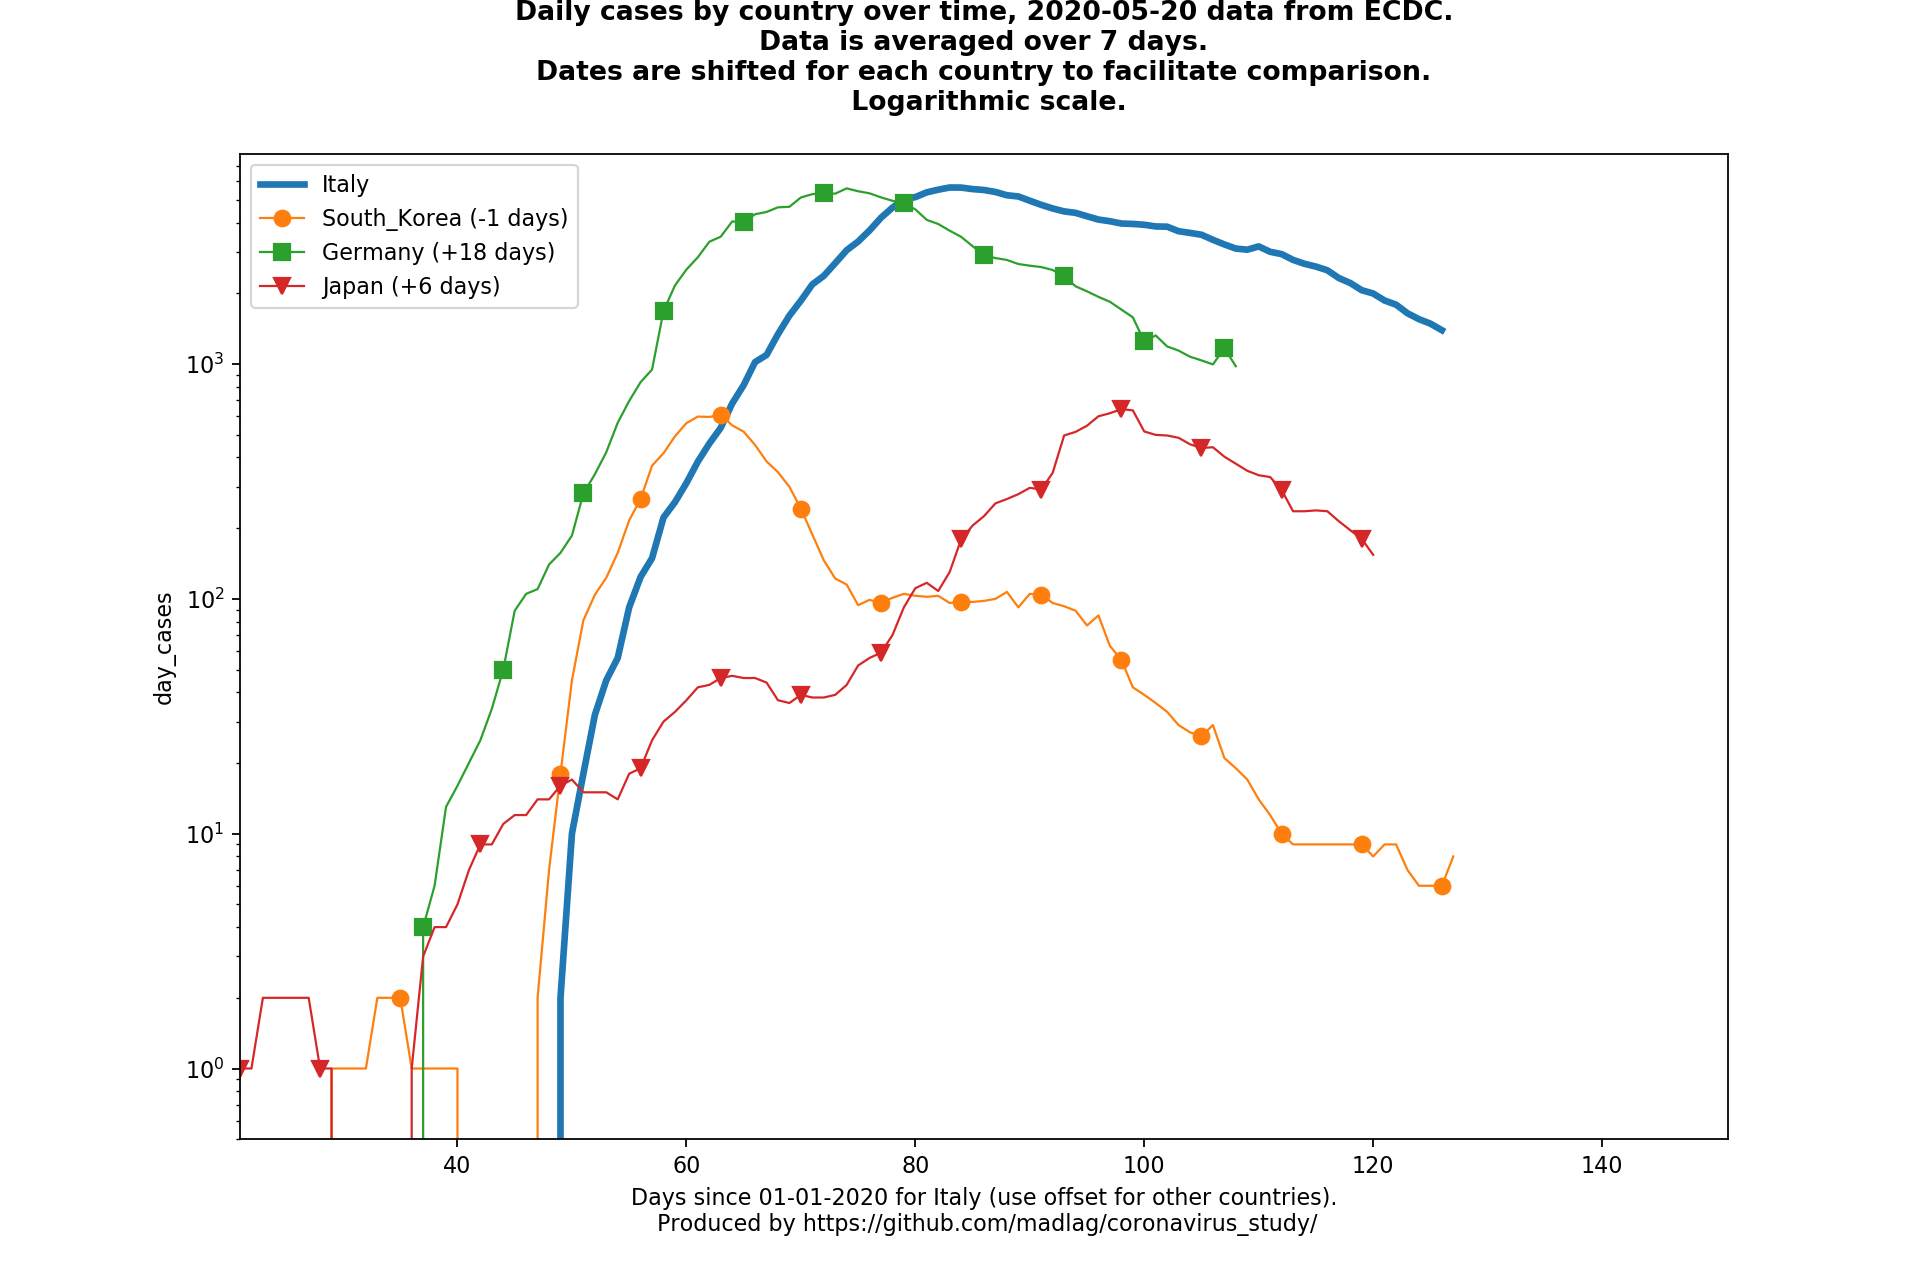 Daily cases by country over time, 2020-05-20 data from ECDC.
Data is averaged over 7 days.
Dates are shifted for each country to facilitate comparison.
Logarithmic scale.
Italy
South_Korea (-1 days)
Germany (+18 days)
Japan (+6 days)
day_cases
10³
10²
10¹
10⁰
40 60 80 100 120 140
Days since 01-01-2020 for Italy (use offset for other countries).
Produced by https://github.com/madlag/coronavirus_study/